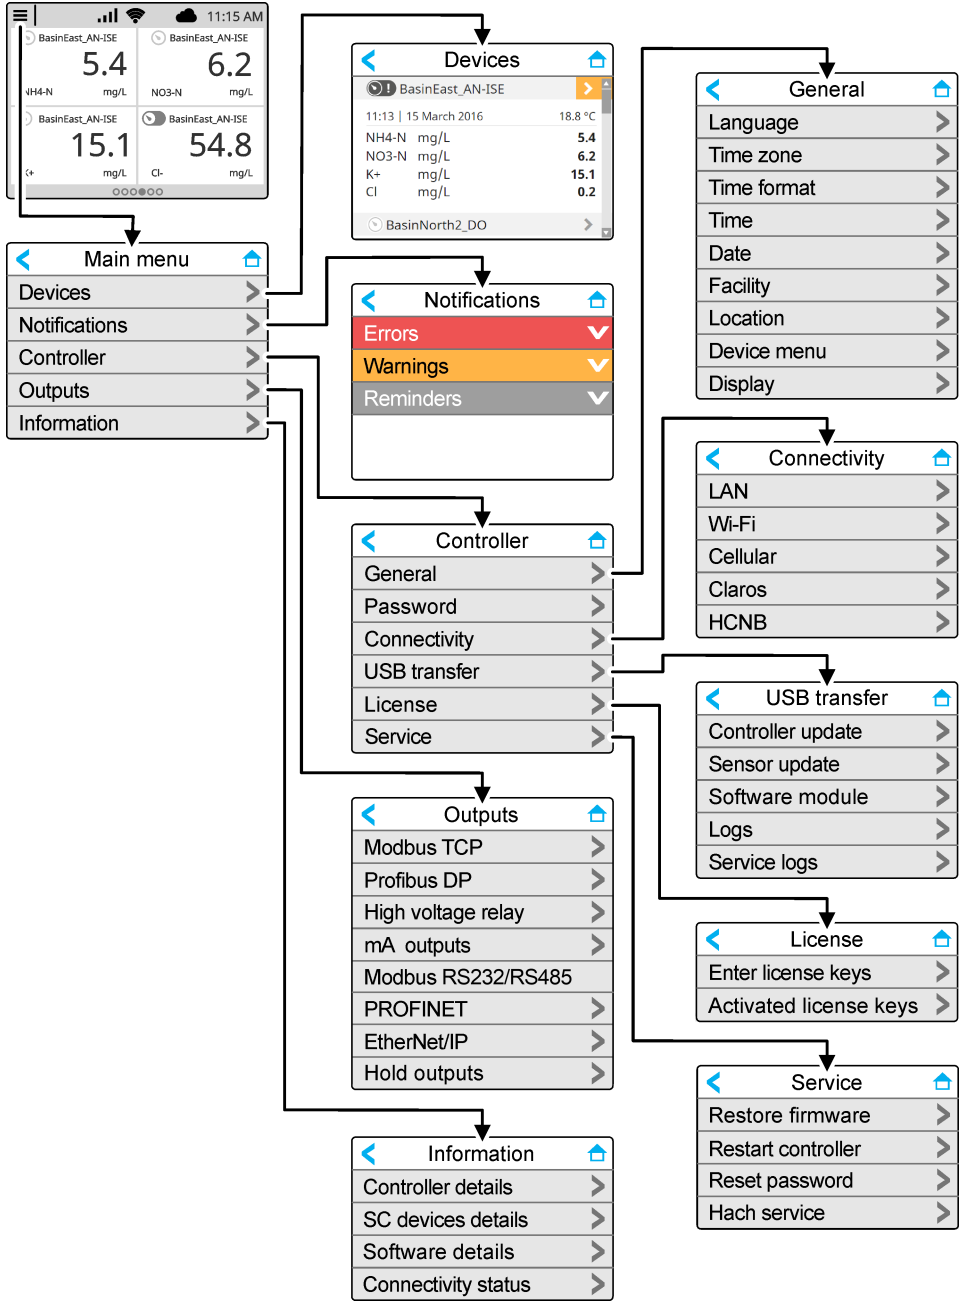 11:15 AM
BasinEast_AN-ISE
BasinEast_AN-ISE
5.4
6.2
NH4-N mg/L
NO3-N mg/L
BasinEast_AN-ISE
BasinEast_AN-ISE
15.1
54.8
K+ mg/L
Cl- mg/L
Main menu
Devices
Notifications
Controller
Outputs
Information
Devices
BasinEast_AN-ISE
11:13 | 15 March 2016 18.8 °C
NH4-N mg/L 5.4
NO3-N mg/L 6.2
K+ mg/L 15.1
Cl mg/L 0.2
BasinNorth2_DO
Notifications
Errors
Warnings
Reminders
Controller
General
Password
Connectivity
USB transfer
License
Service
Outputs
Modbus TCP
Profibus DP
High voltage relay
mA outputs
Modbus RS232/RS485
PROFINET
EtherNet/IP
Hold outputs
Information
Controller details
SC devices details
Software details
Connectivity status
General
Language
Time zone
Time format
Time
Date
Facility
Location
Device menu
Display
Connectivity
LAN
Wi-Fi
Cellular
Claros
HCNB
USB transfer
Controller update
Sensor update
Software module
Logs
Service logs
License
Enter license keys
Activated license keys
Service
Restore firmware
Restart controller
Reset password
Hach service